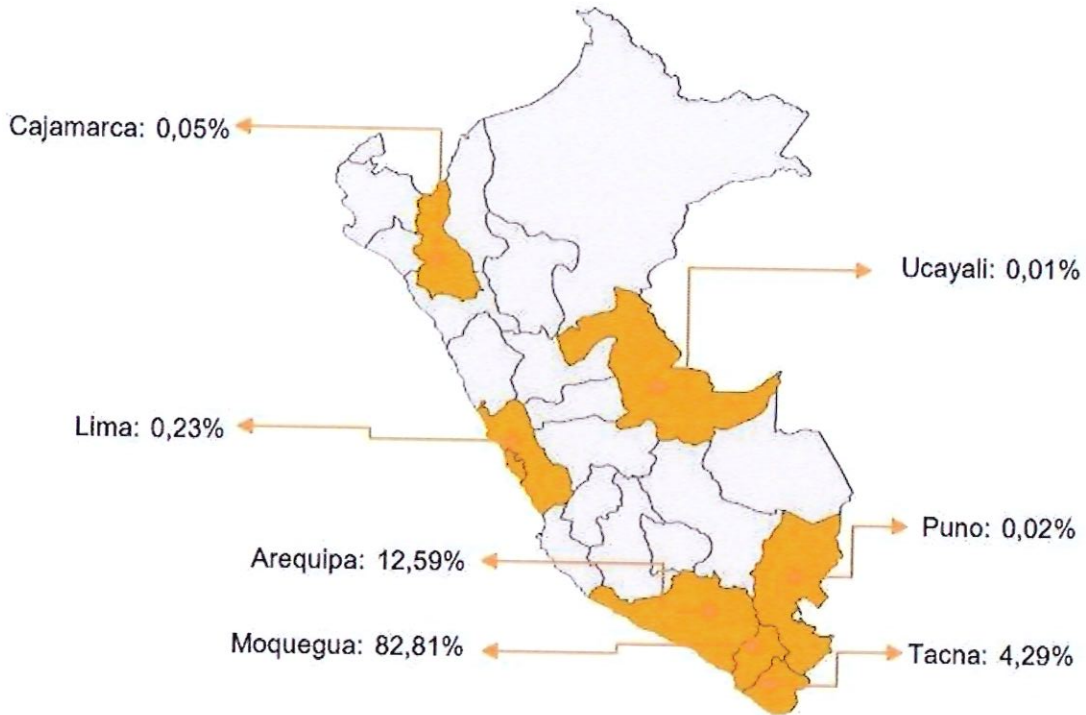 Cajamarca: 0,05%
Ucayali: 0,01%
Lima: 0,23%
Puno: 0,02%
Arequipa: 12,59%
Moquegua: 82,81%
Tacna: 4,29%